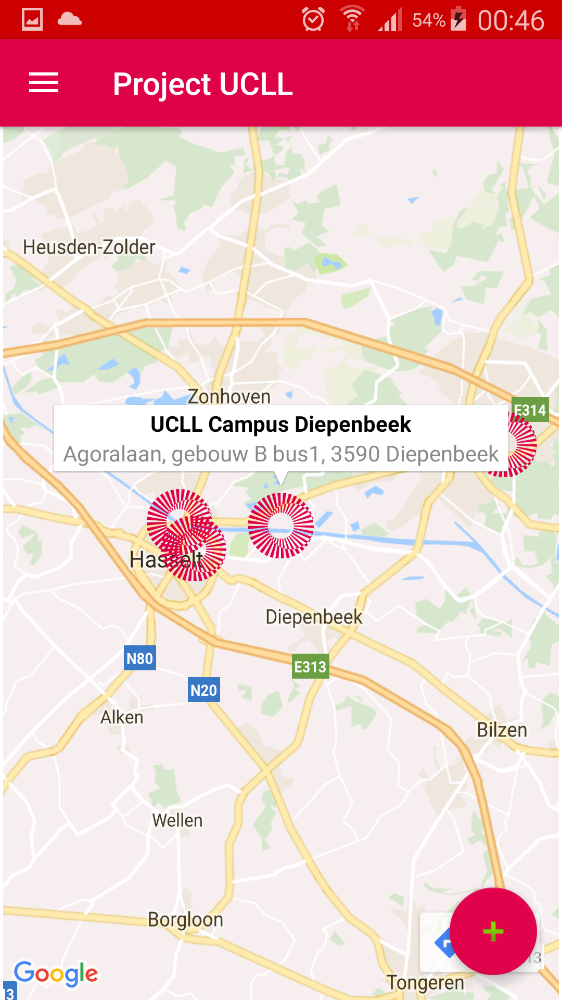 54% 00:46
Project UCLL
Heusden-Zolder
Zonhoven
E314
UCLL Campus Diepenbeek
Agoralaan, gebouw B bus1, 3590 Diepenbeek
Hasselt
Diepenbeek
N80
E313
N20
Alken
Bilzen
Wellen
Borgloon
13
Google
Tongeren